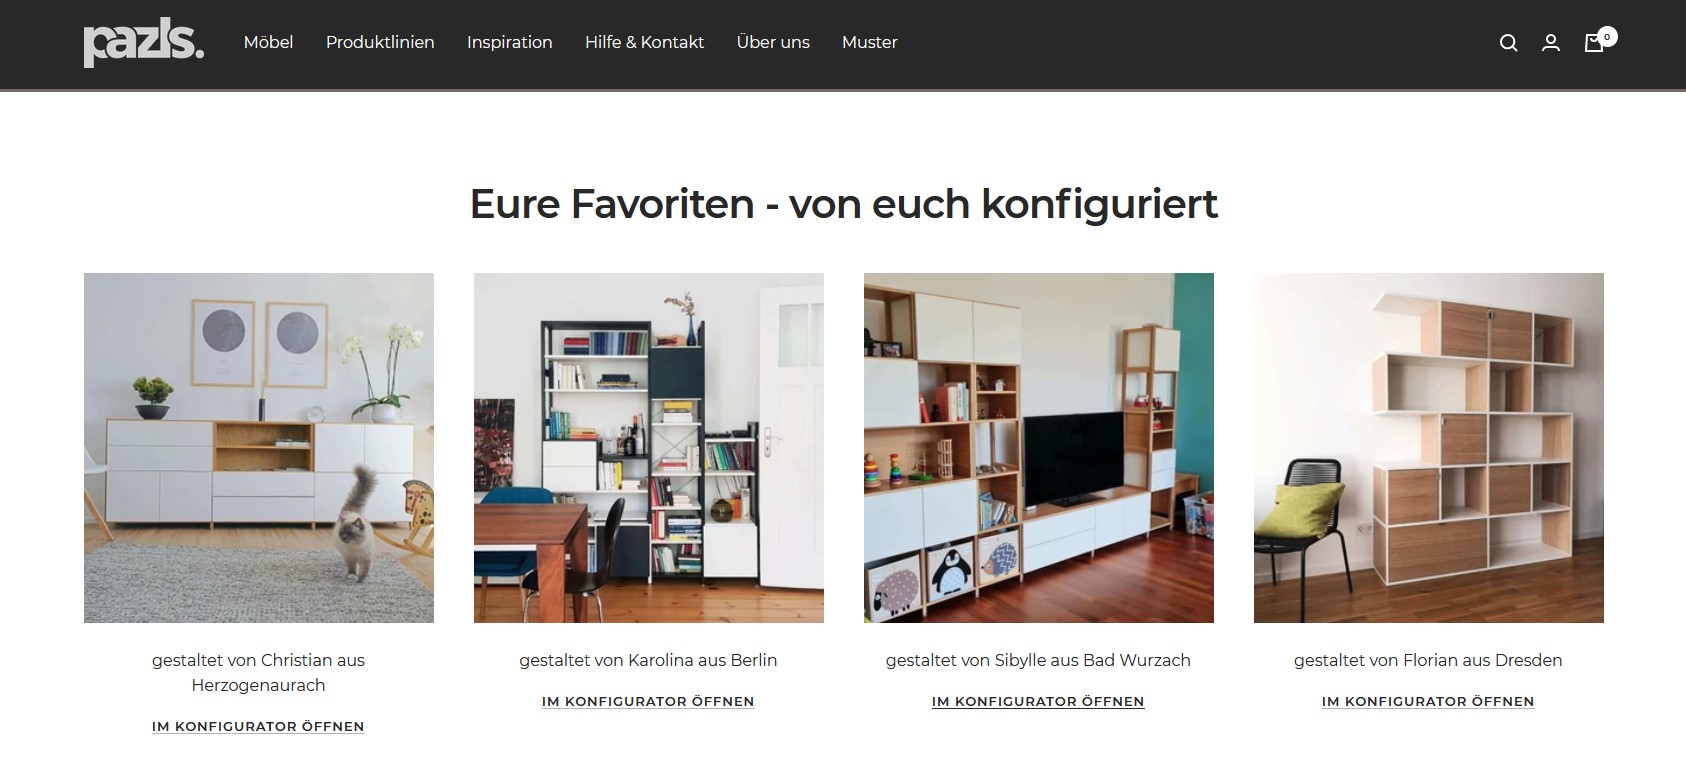 pazls.
Möbel Produktlinien Inspiration Hilfe & Kontakt Über uns Muster
0
Eure Favoriten - von euch konfiguriert
gestaltet von Christian aus
Herzogenaurach
IM KONFIGURATOR ÖFFNEN
gestaltet von Karolina aus Berlin
IM KONFIGURATOR ÖFFNEN
gestaltet von Sibylle aus Bad Wurzach
IM KONFIGURATOR ÖFFNEN
gestaltet von Florian aus Dresden
IM KONFIGURATOR ÖFFNEN